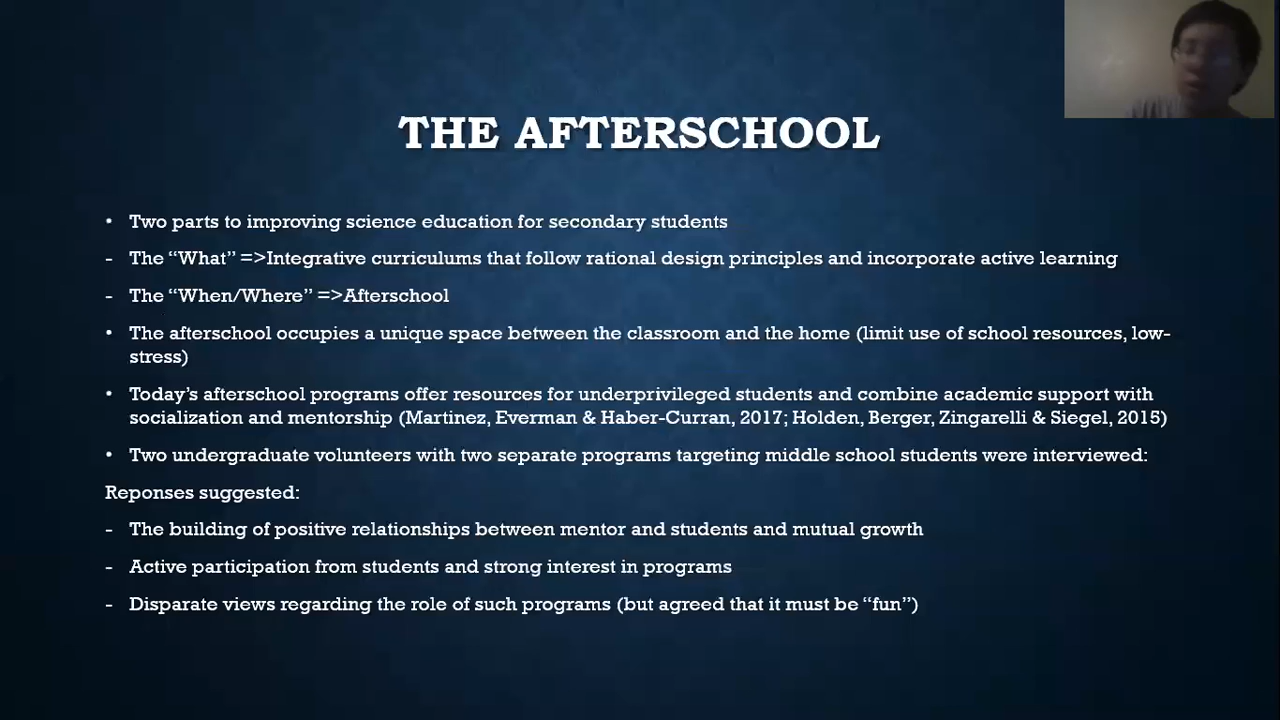 THE AFTERSCHOOL
• Two parts to improving science education for secondary students
- The “What” =>Integrative curriculums that follow rational design principles and incorporate active learning
- The “When/Where” =>Afterschool
• The afterschool occupies a unique space between the classroom and the home (limit use of school resources, low-
stress)
• Today’s afterschool programs offer resources for underprivileged students and combine academic support with
socialization and mentorship (Martinez, Everman & Haber-Curran, 2017; Holden, Berger, Zingarelli & Siegel, 2015)
• Two undergraduate volunteers with two separate programs targeting middle school students were interviewed:
Reponses suggested:
- The building of positive relationships between mentor and students and mutual growth
- Active participation from students and strong interest in programs
- Disparate views regarding the role of such programs (but agreed that it must be “fun”)